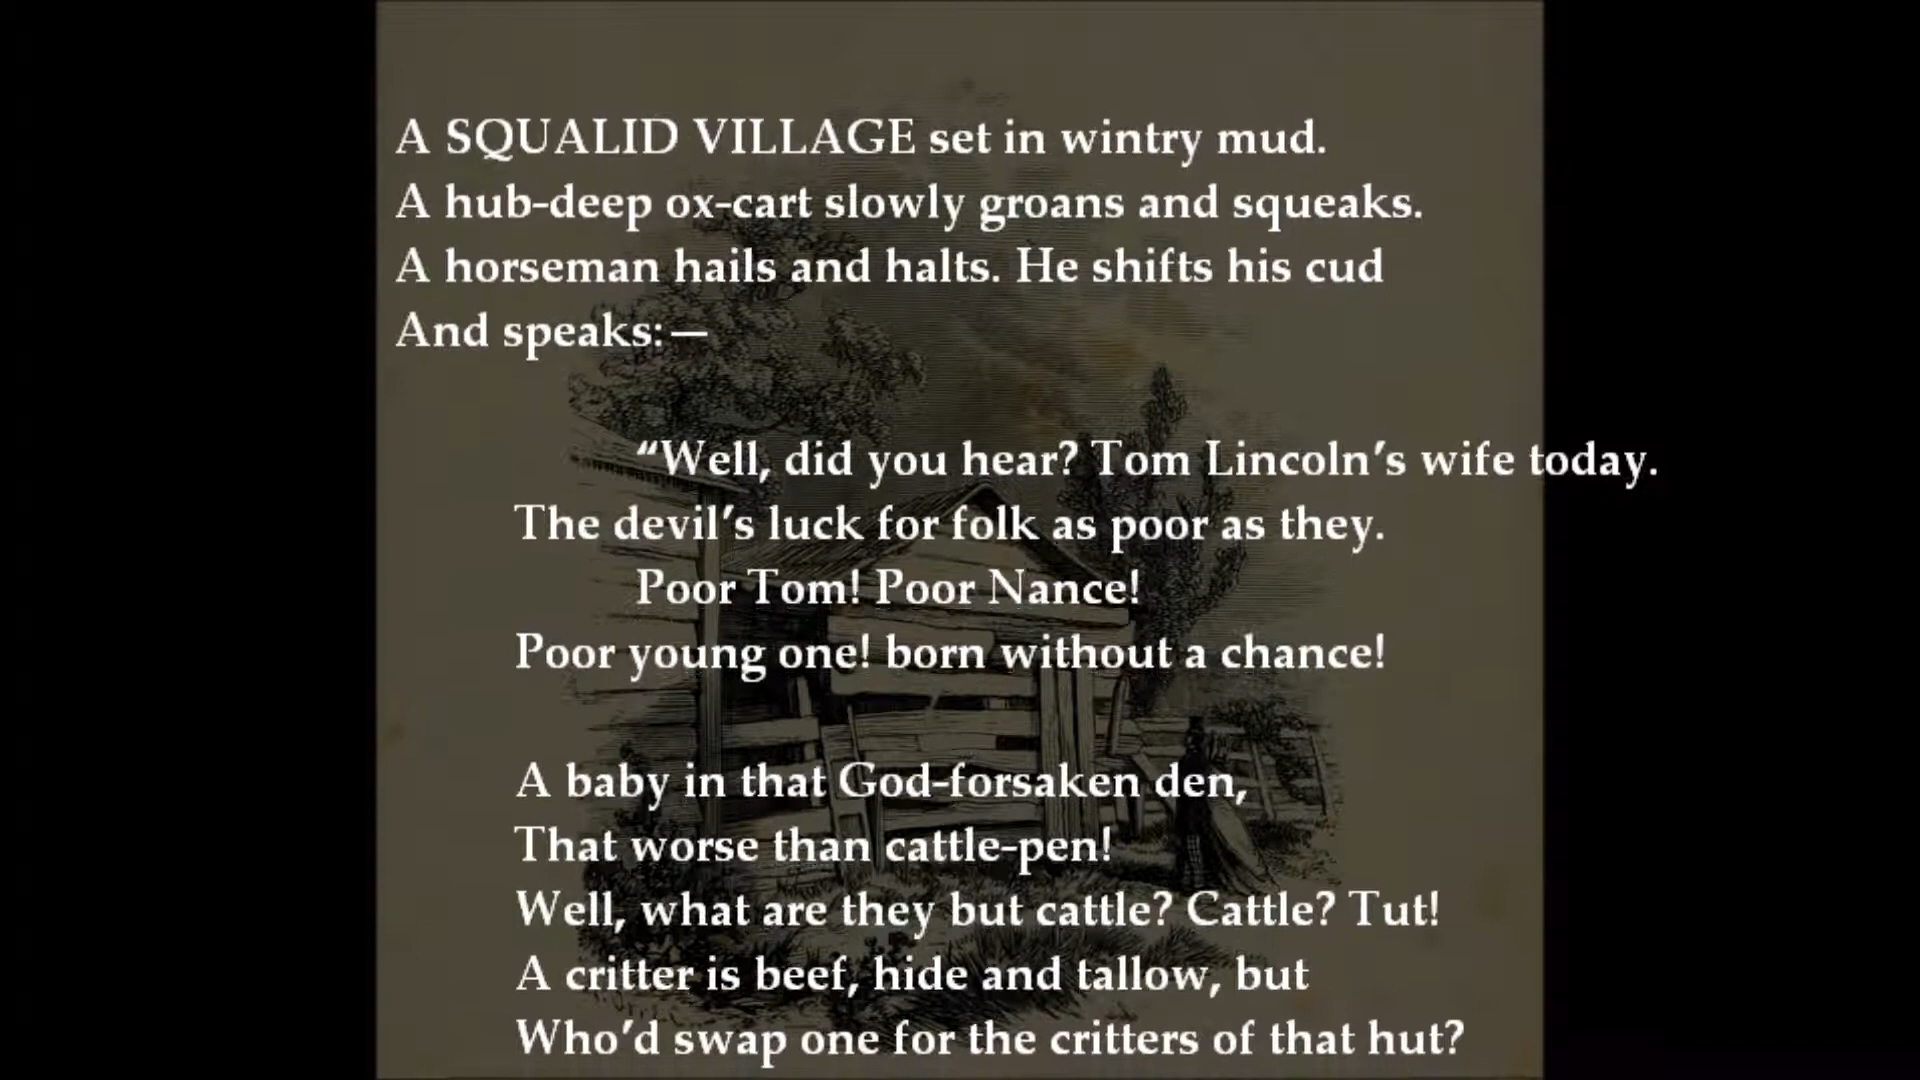 A SQUALID VILLAGE set in wintry mud.
A hub-deep ox-cart slowly groans and squeaks.
A horseman hails and halts. He shifts his cud
And speaks:—
“Well, did you hear? Tom Lincoln’s wife today.
The devil’s luck for folk as poor as they.
Poor Tom! Poor Nance!
Poor young one! born without a chance!
A baby in that God-forsaken den,
That worse than cattle-pen!
Well, what are they but cattle? Cattle? Tut!
A critter is beef, hide and tallow, but
Who’d swap one for the critters of that hut?